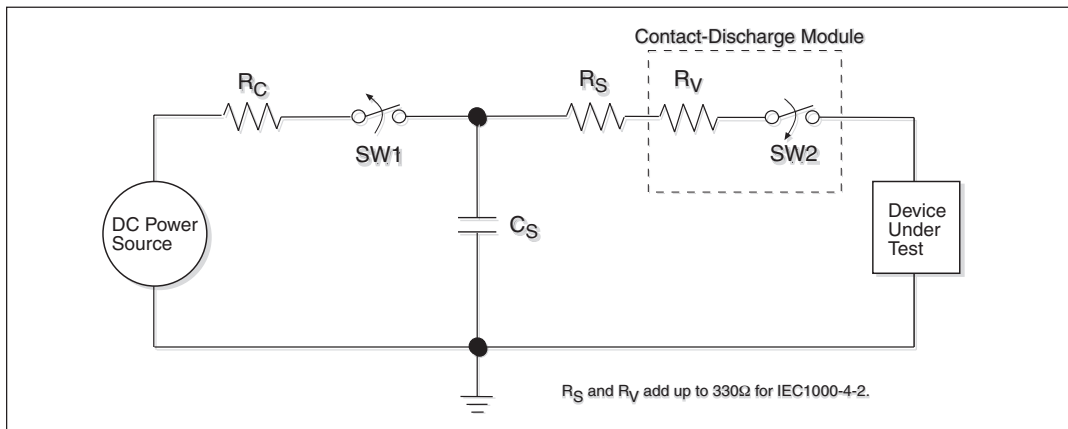 Contact-Discharge Module
RC
RS
RV
SW1
SW2
DC Power
Source
CS
Device
Under
Test
RS and RV add up to 330Ω for IEC1000-4-2.